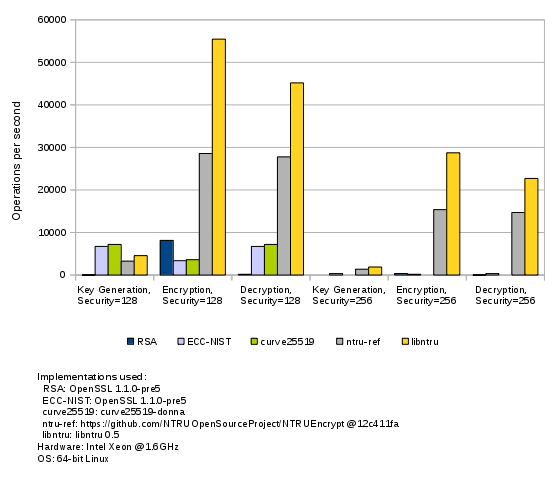 60000
50000
40000
30000
20000
10000
0
Operations per second
Key Generation, Security=128
Encryption, Security=128
Decryption, Security=128
Key Generation, Security=256
Encryption, Security=256
Decryption, Security=256
RSA
ECC-NIST
curve25519
ntru-ref
libntru
Implementations used:
RSA: OpenSSL 1.1.0-pre5
ECC-NIST: OpenSSL 1.1.0-pre5
curve25519: curve25519-donna
ntru-ref: https://github.com/NTRUOpenSourceProject/NTRUEncrypt @12c411fa
libntru: libntru 0.5
Hardware: Intel Xeon @1.6GHz
OS: 64-bit Linux